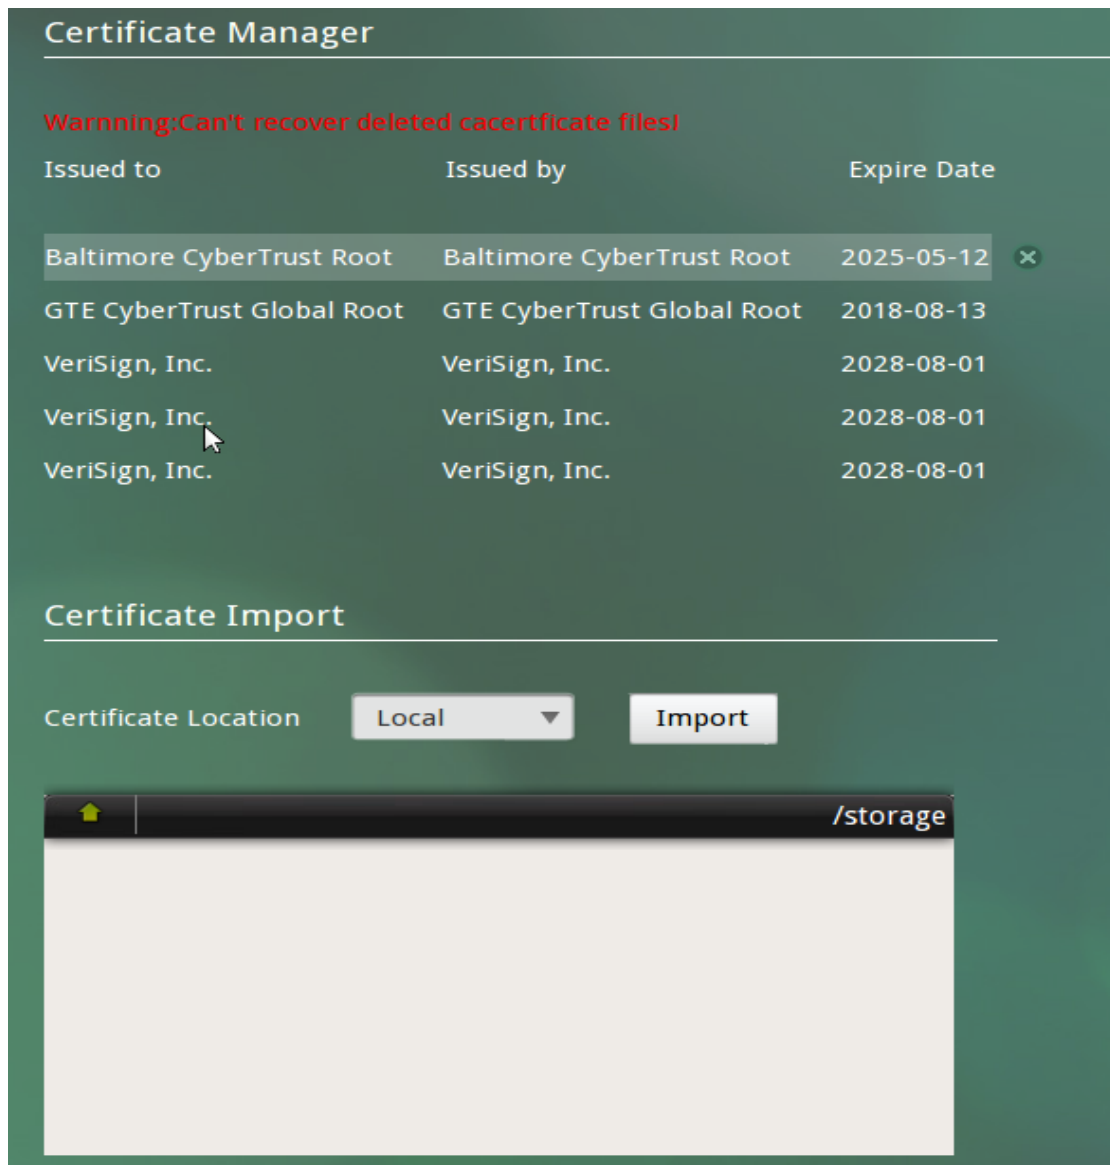 Certificate Manager
Warnning:Can't recover deleted cacertficate files!
Issued to Issued by Expire Date
Baltimore CyberTrust Root Baltimore CyberTrust Root 2025-05-12
GTE CyberTrust Global Root GTE CyberTrust Global Root 2018-08-13
VeriSign, Inc. VeriSign, Inc. 2028-08-01
VeriSign, Inc. VeriSign, Inc. 2028-08-01
VeriSign, Inc. VeriSign, Inc. 2028-08-01
Certificate Import
Certificate Location Local Import
/storage